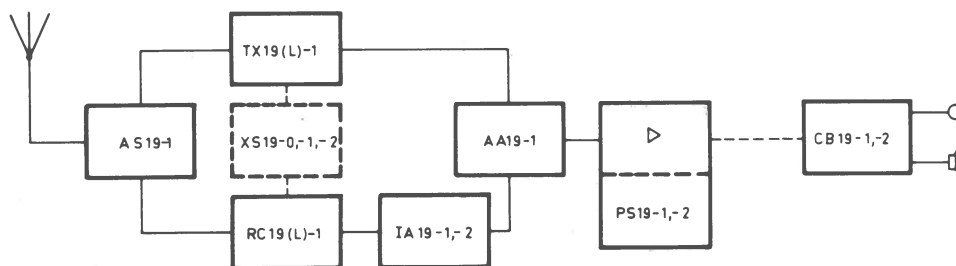 TX19(L)-1
AS19-1
XS19-0,-1,-2
AA19-1
CB19-1,-2
PS19-1,-2
RC19(L)-1
IA19-1,-2